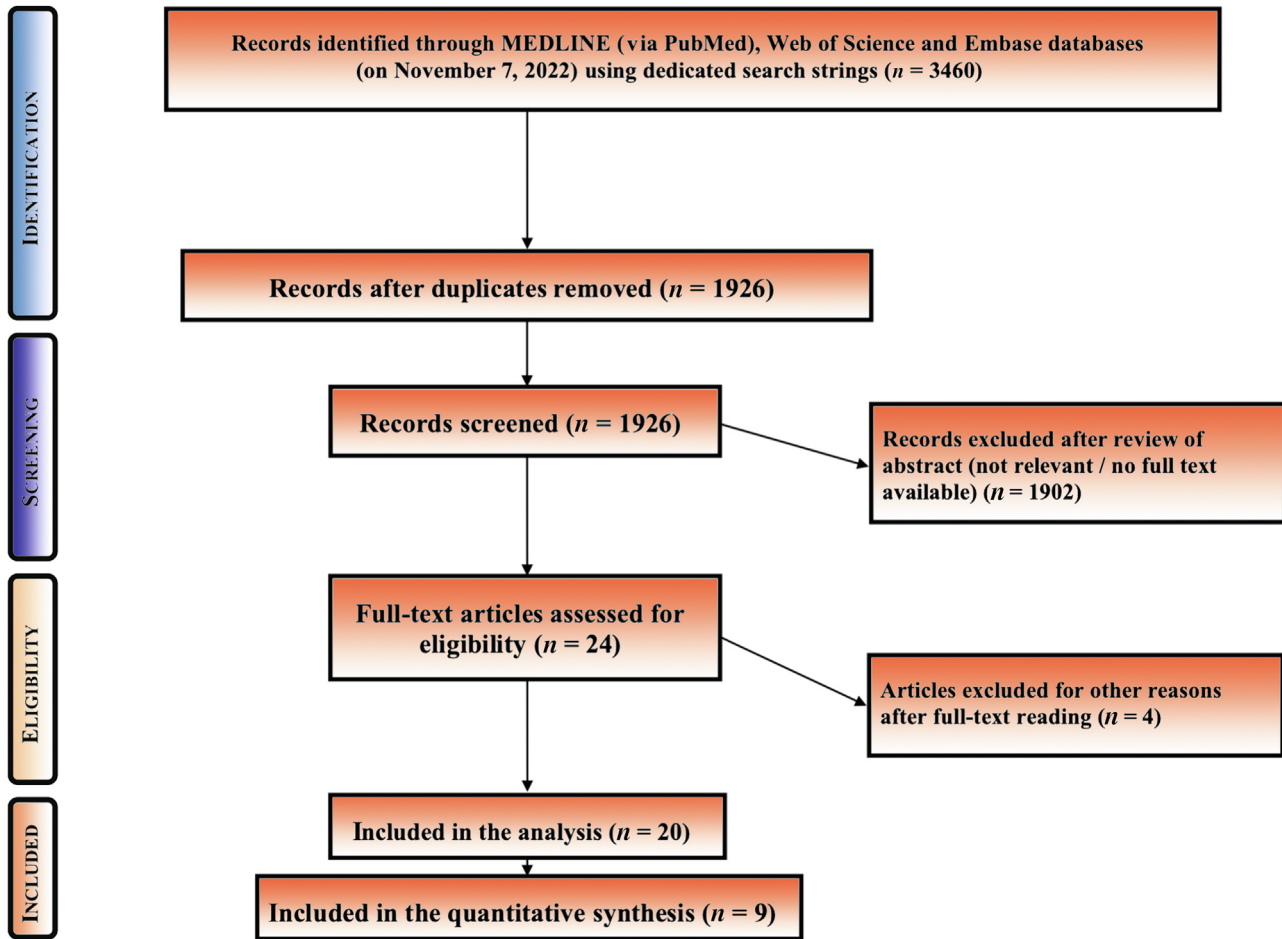 IDENTIFICATION
Records identified through MEDLINE (via PubMed), Web of Science and Embase databases
(on November 7, 2022) using dedicated search strings (n = 3460)
Records after duplicates removed (n = 1926)
SCREENING
Records screened (n = 1926)
Records excluded after review of
abstract (not relevant / no full text
available) (n = 1902)
ELIGIBILITY
Full-text articles assessed for
eligibility (n = 24)
Articles excluded for other reasons
after full-text reading (n = 4)
INCLUDED
Included in the analysis (n = 20)
Included in the quantitative synthesis (n = 9)